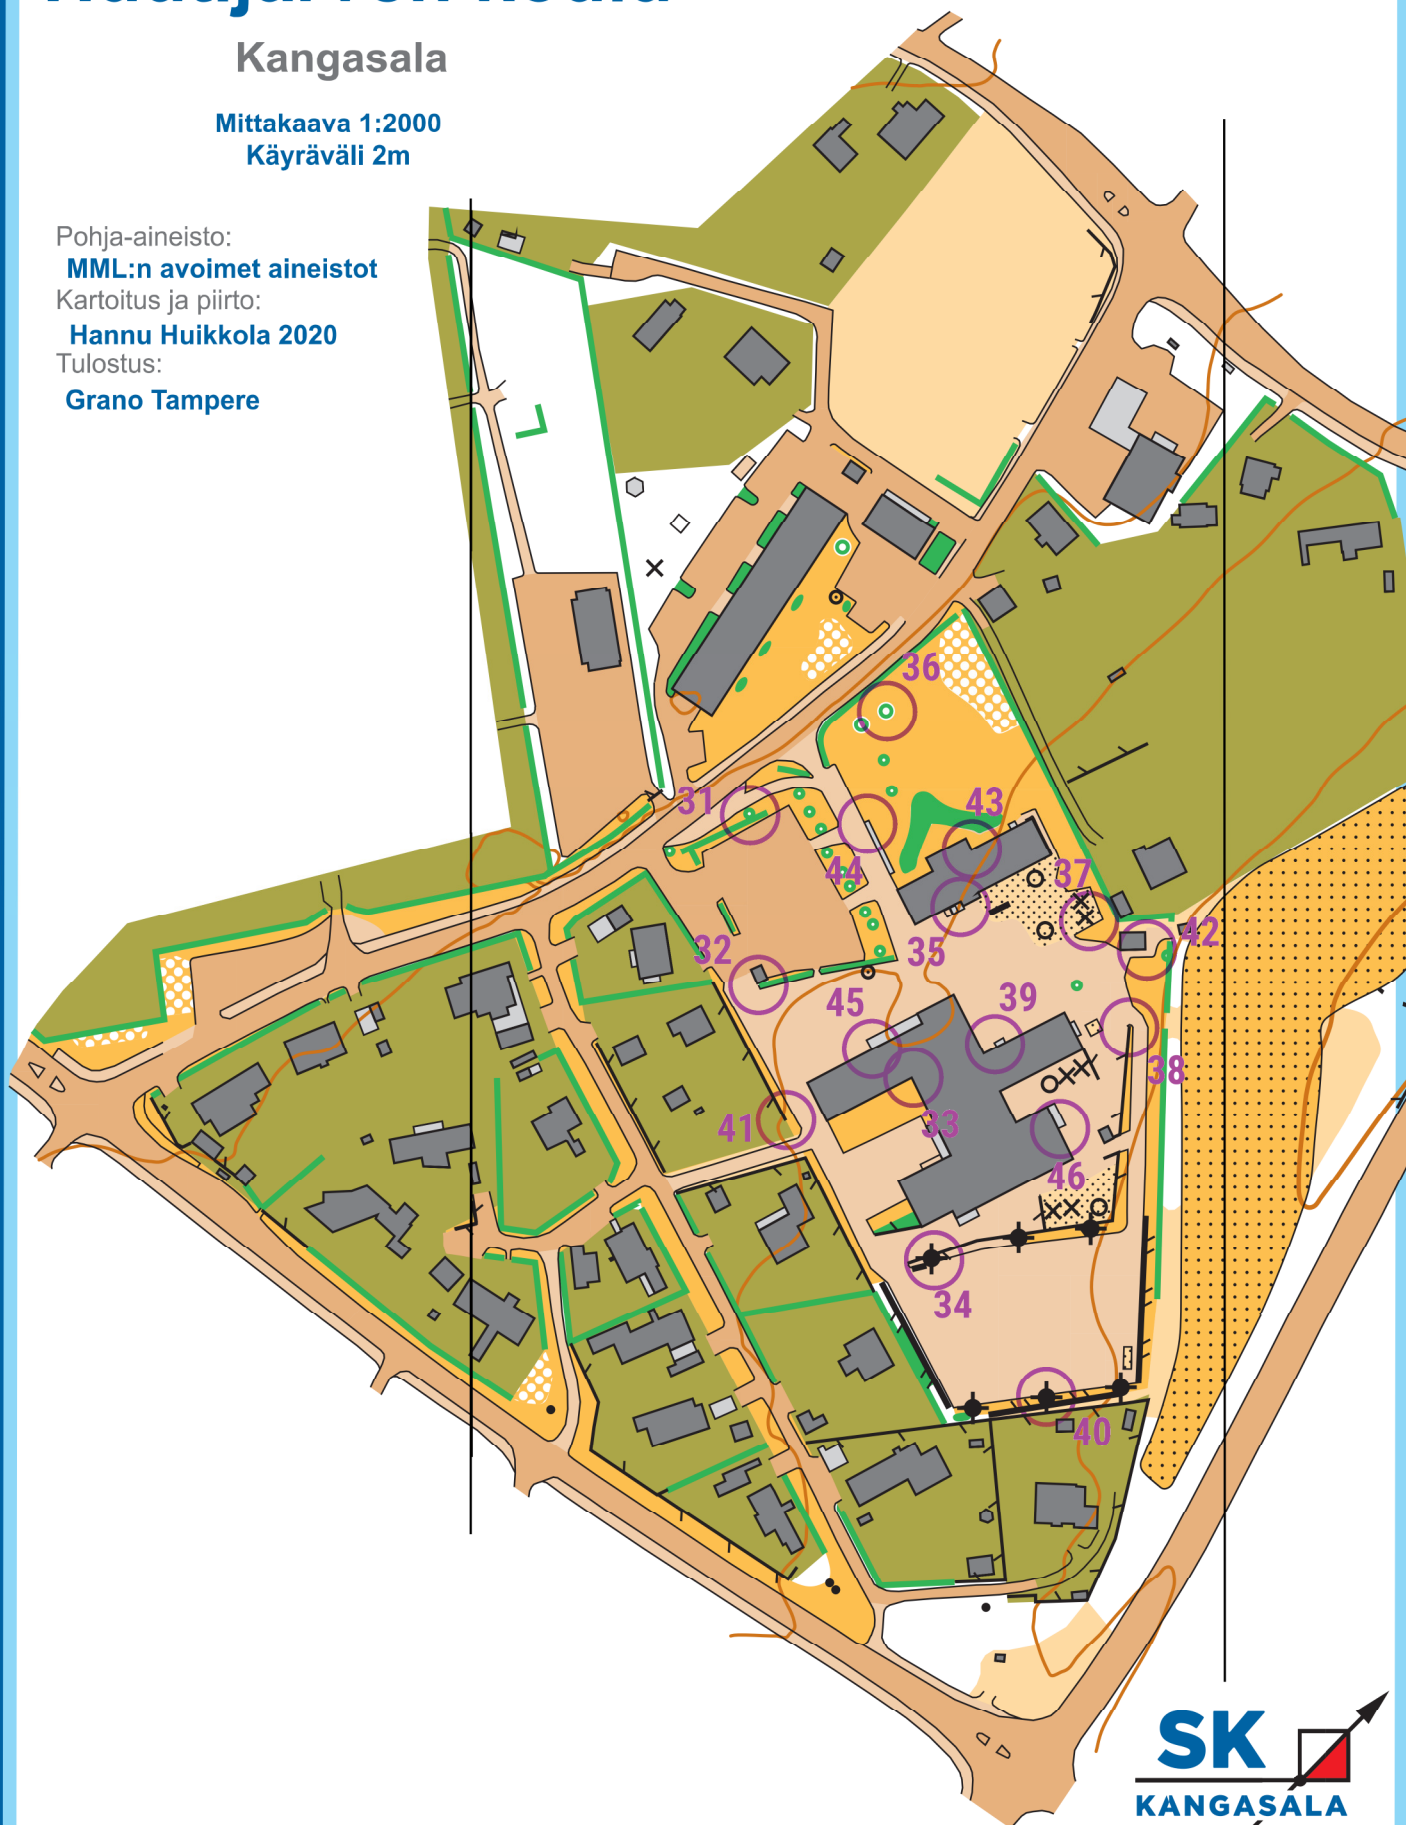 Kangasala
Mittakaava 1:2000
Käyräväli 2m
Pohja-aineisto:
MML:n avoimet aineistot
Kartoitus ja piirto:
Hannu Huikkola 2020
Tulostus:
Grano Tampere
36
31
43
44
37
32
35
42
45
39
38
41
33
46
34
40
SK
KANGASALA